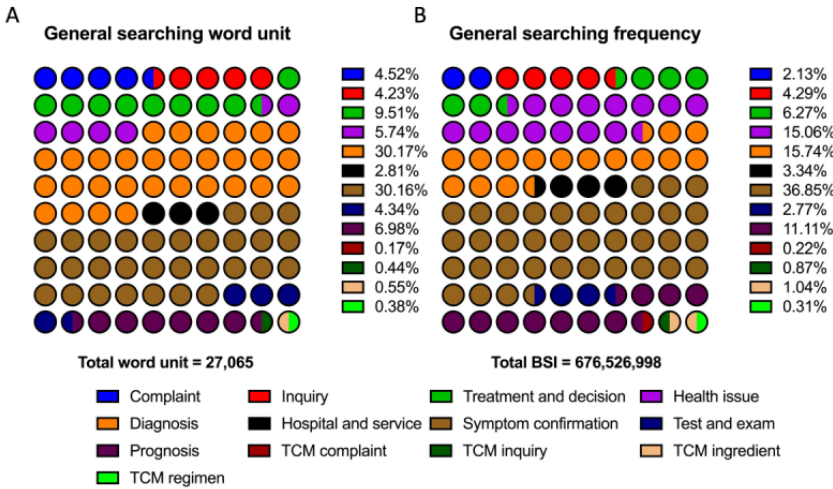 A
B
General searching word unit
General searching frequency
4.52%
4.23%
9.51%
5.74%
30.17%
2.81%
30.16%
4.34%
6.98%
0.17%
0.44%
0.55%
0.38%
2.13%
4.29%
6.27%
15.06%
15.74%
3.34%
36.85%
2.77%
11.11%
0.22%
0.87%
1.04%
0.31%
Total word unit = 27,065
Total BSI = 676,526,998
Complaint
Inquiry
Treatment and decision
Health issue
Diagnosis
Hospital and service
Symptom confirmation
Test and exam
Prognosis
TCM complaint
TCM inquiry
TCM ingredient
TCM regimen